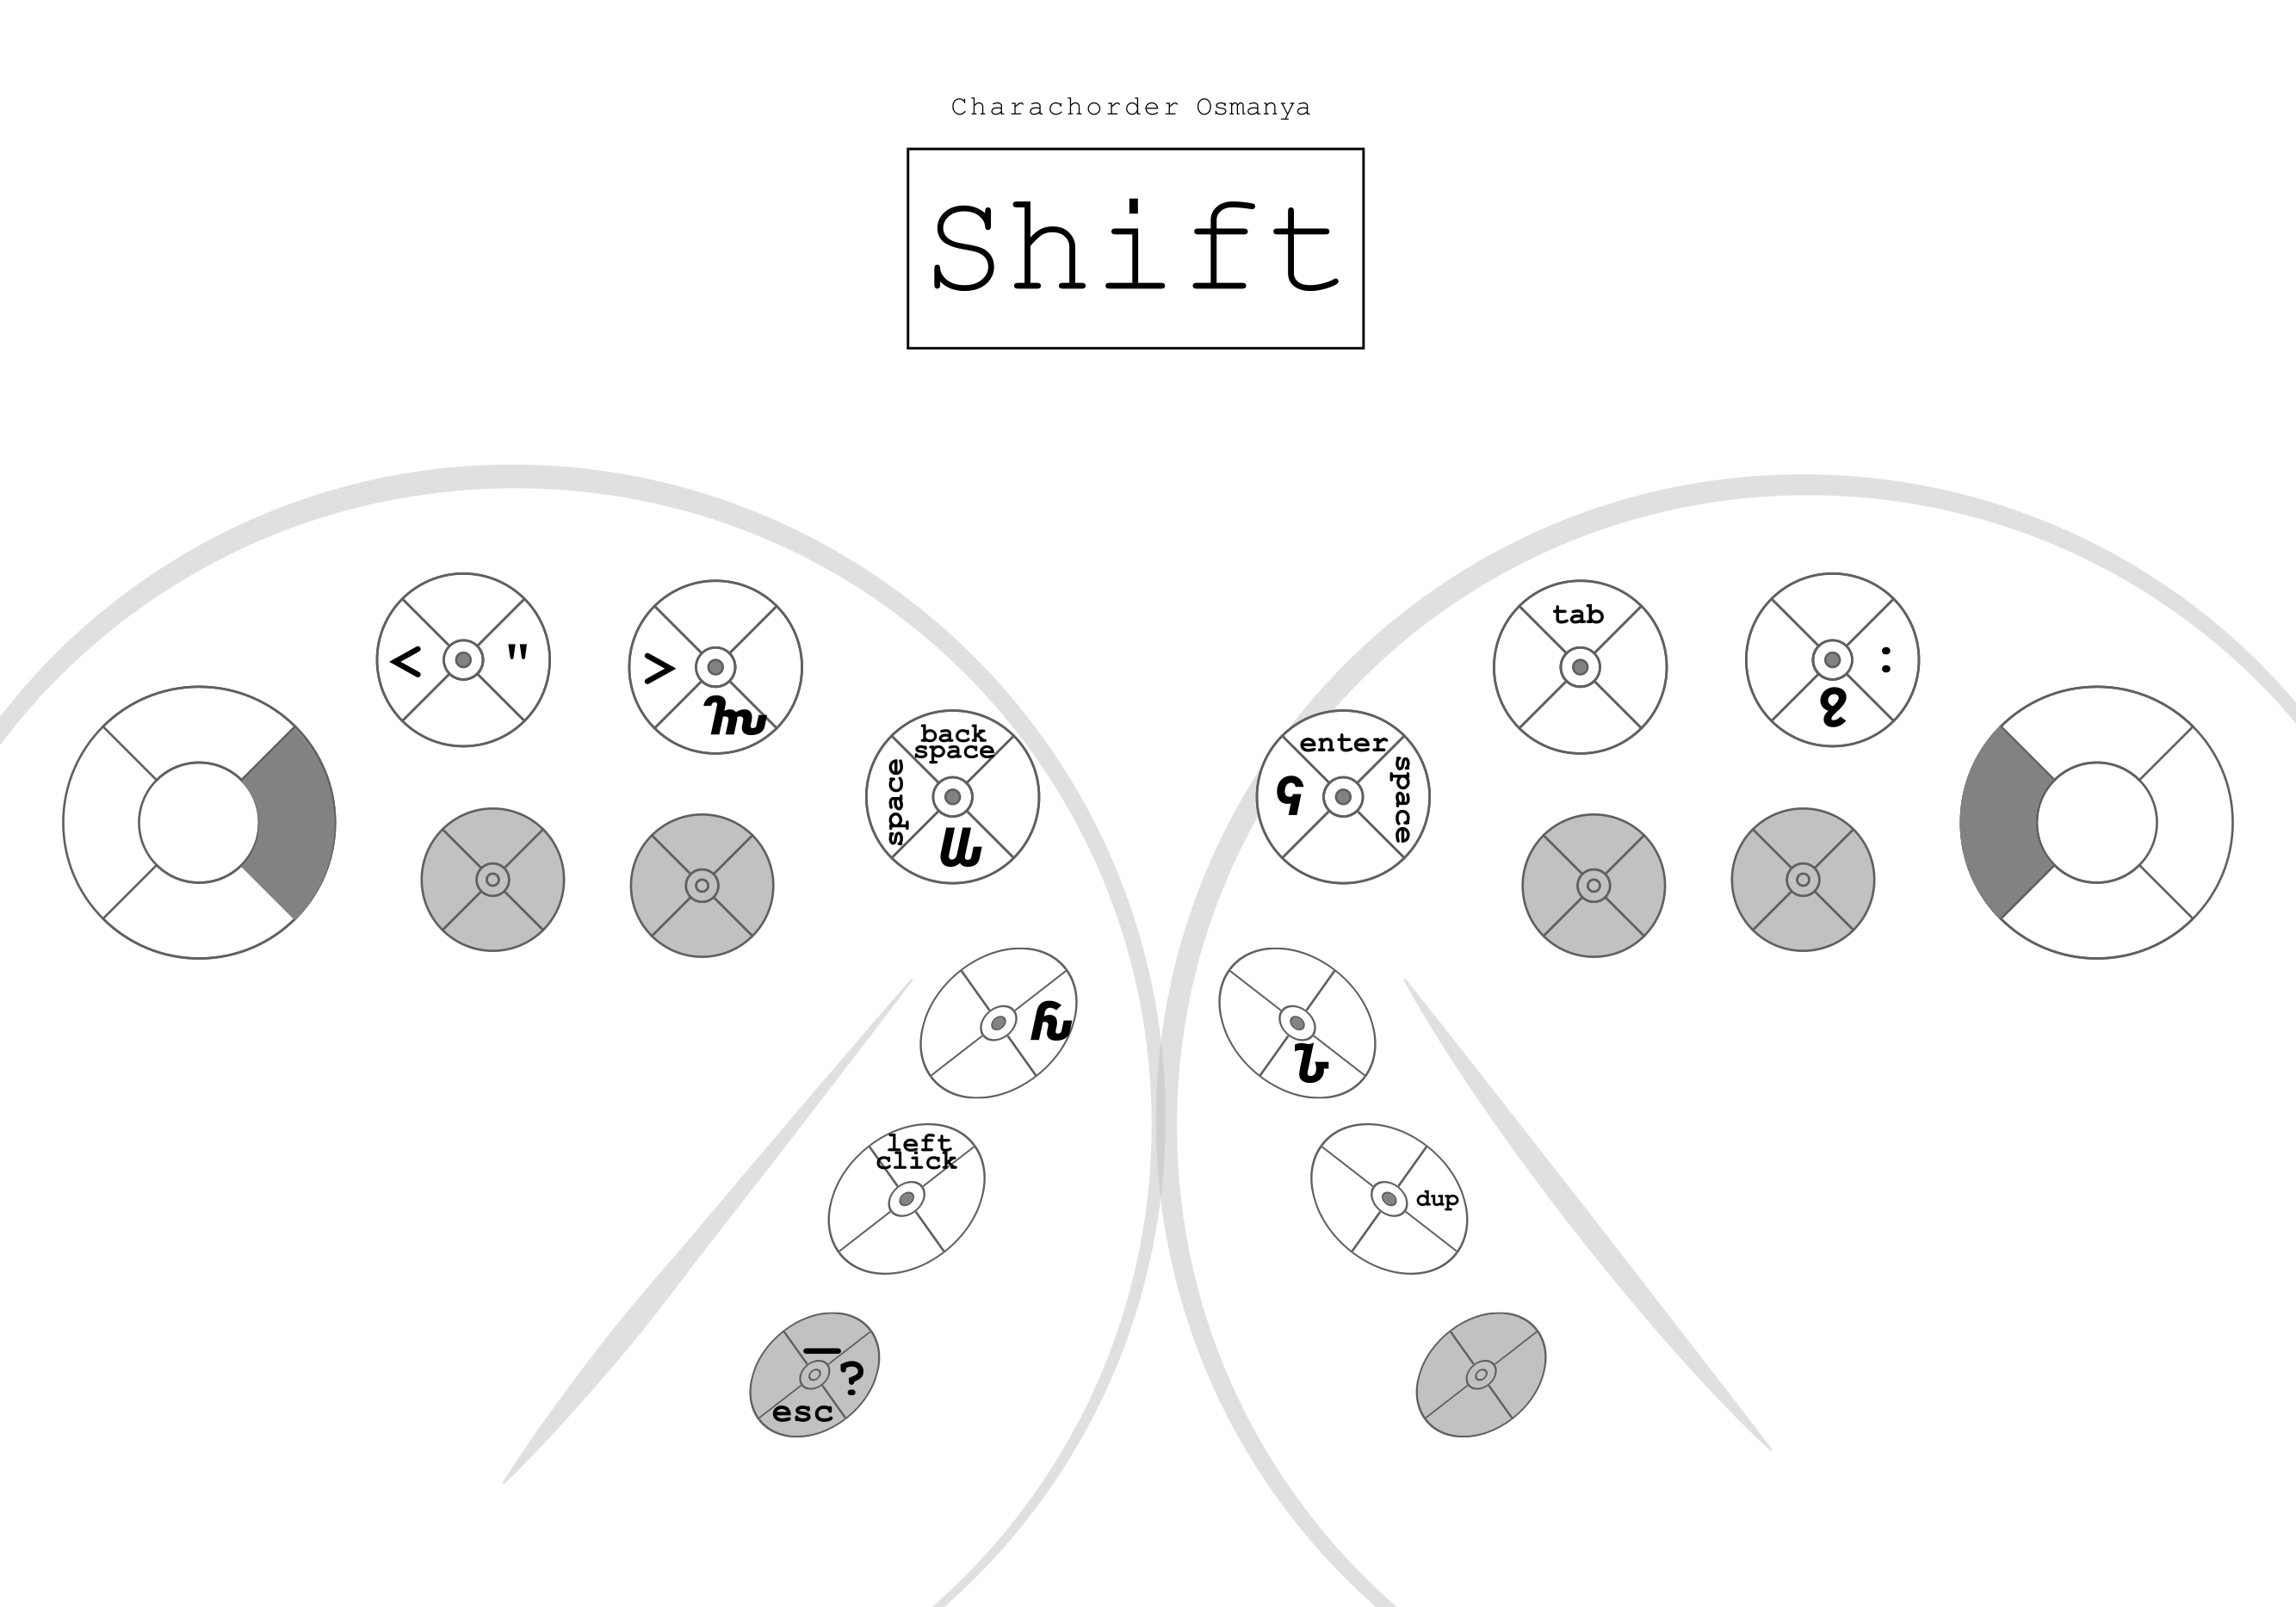 Charachorder Osmanya
Shift
< "
>
tab
:
back
space
space
enter
space
left
click
dup
_
?
esc